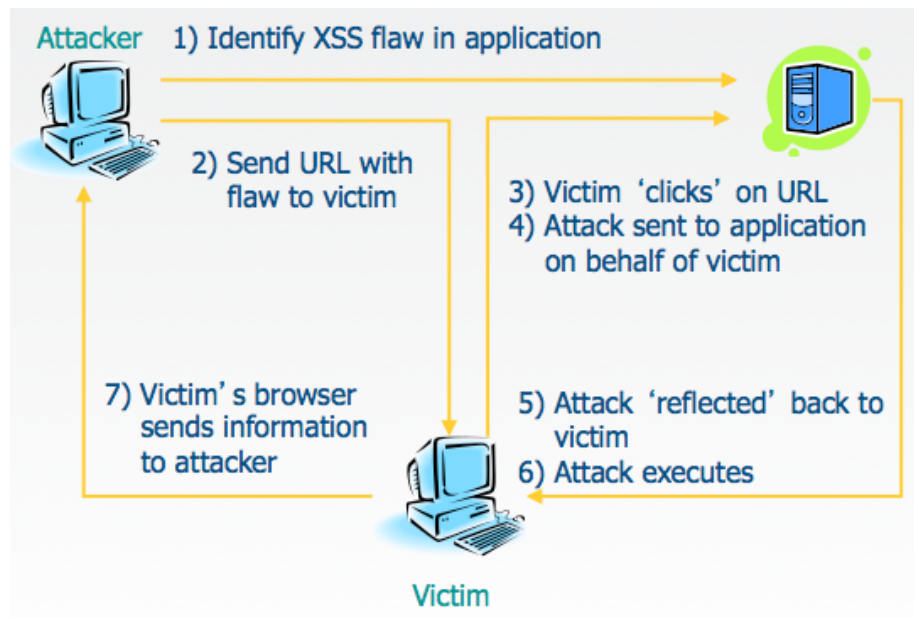 Attacker
1) Identify XSS flaw in application
2) Send URL with
flaw to victim
3) Victim ‘clicks’ on URL
4) Attack sent to application
on behalf of victim
5) Attack ‘reflected’ back to
victim
6) Attack executes
7) Victim’s browser
sends information
to attacker
Victim